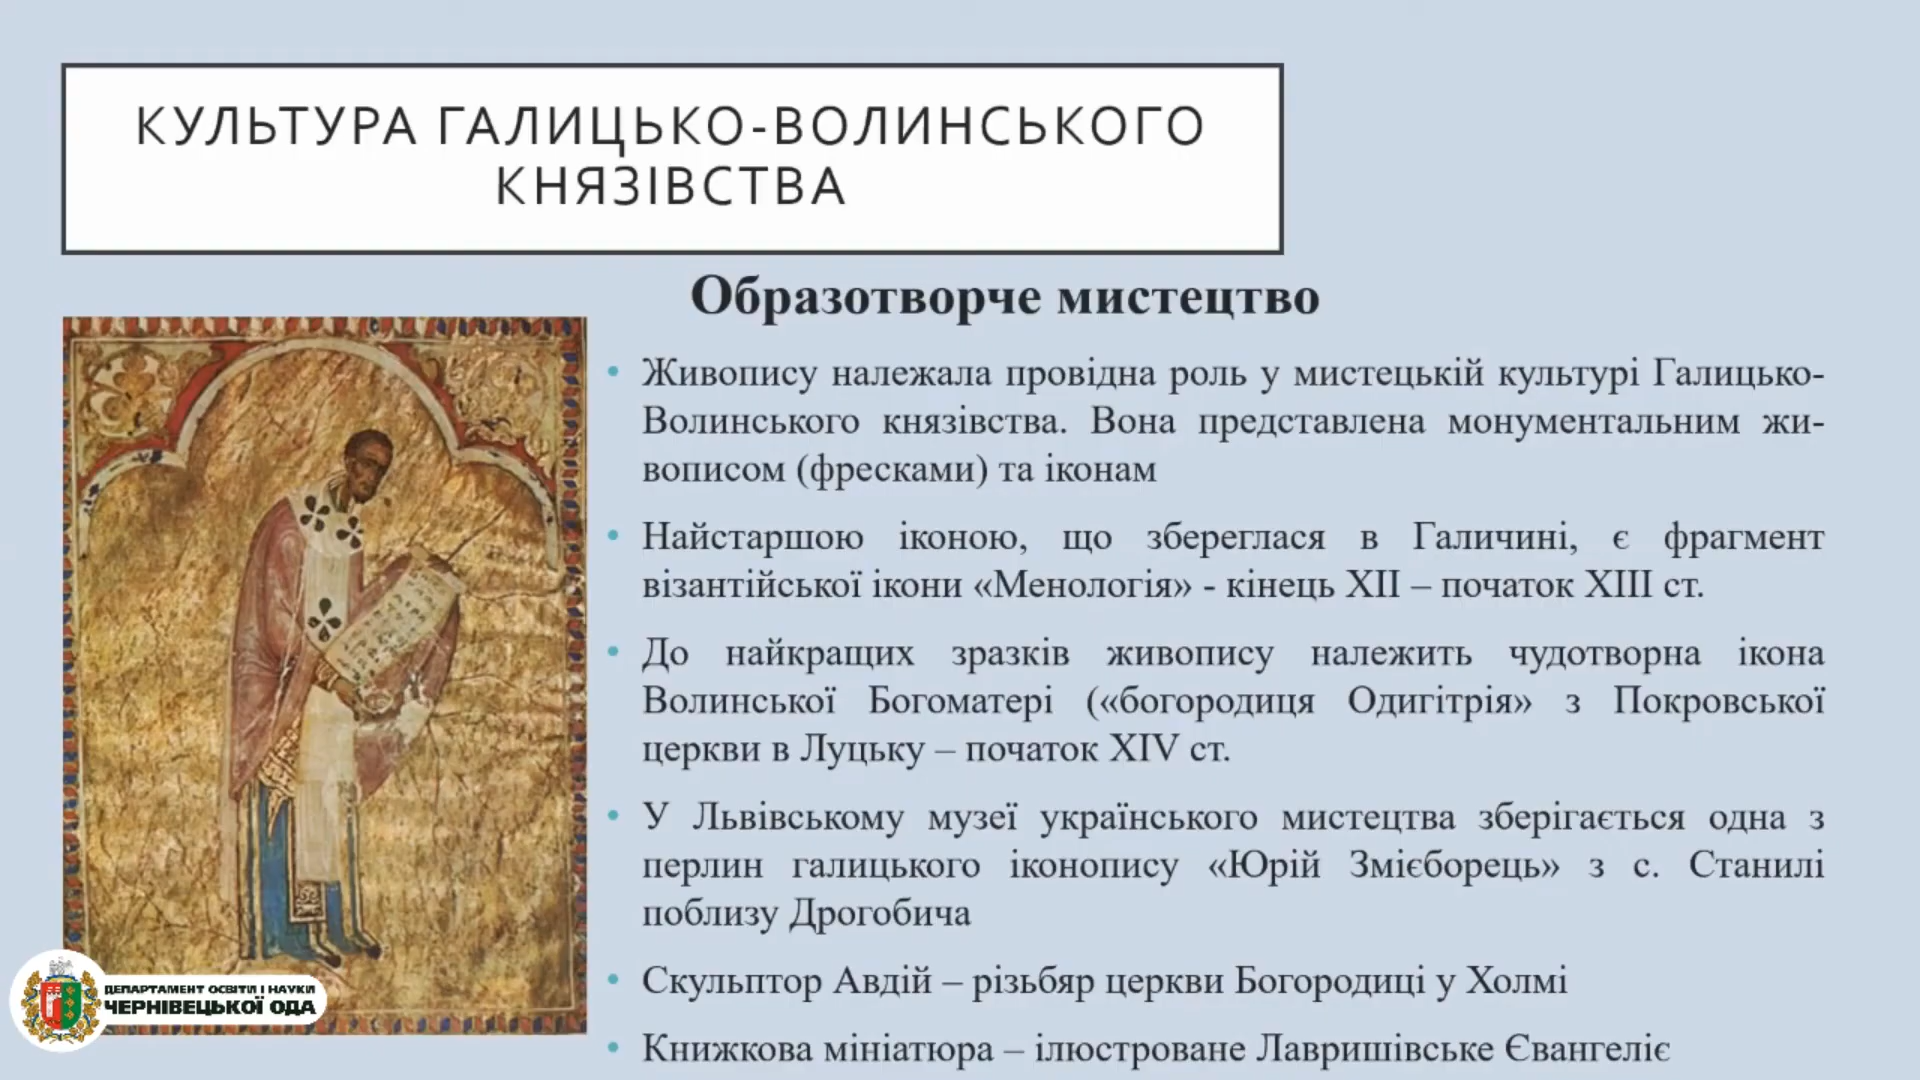 КУЛЬТУРА ГАЛИЦЬКО-ВОЛИНСЬКОГО
КНЯЗІВСТВА
Образотворче мистецтво
• Живопису належала провідна роль у мистецькій культурі Галицько-
Волинського князівства. Вона представлена монументальним жи-
вописом (фресками) та іконам
• Найстаршою іконою, що збереглася в Галичині, є фрагмент
візантійської ікони «Менологія» - кінець XII – початок XIII ст.
• До найкращих зразків живопису належить чудотворна ікона
Волинської Богоматері («богородиця Одигітрія» з Покровської
церкви в Луцьку – початок XIV ст.
• У Львівському музеї українського мистецтва зберігається одна з
перлин галицького іконопису «Юрій Змієборець» з с. Станилі
поблизу Дрогобича
• Скульптор Авдій – різьбяр церкви Богородиці у Холмі
• Книжкова мініатюра – ілюстроване Лавришівське Євангеліє
ДЕПАРТАМЕНТ ОСВІТИ І НАУКИ
ЧЕРНІВЕЦЬКОЇ ОДА